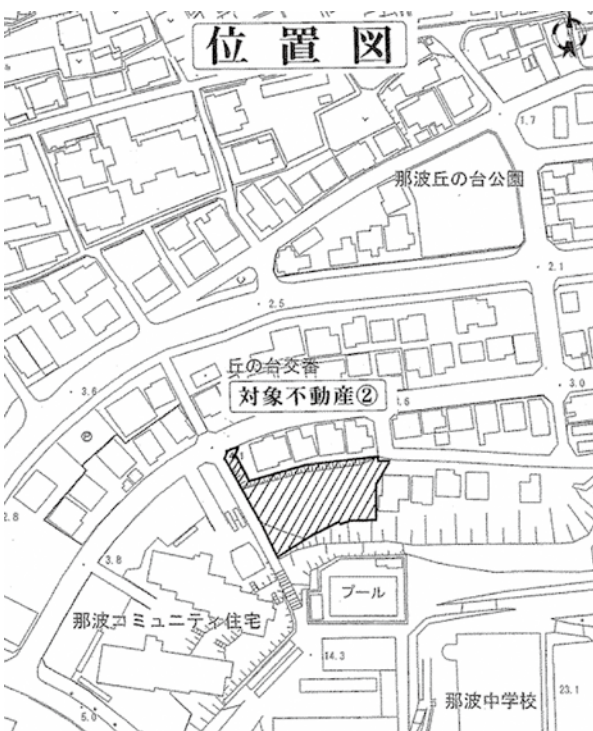 位置図
1.7
那波丘の台公園
2.1
2.5
丘の台交番
3.6
対象不動産②
3.0
2.8
3.8
プール
那波コミュニティ住宅
14.3
那波中学校
23.1
5.0